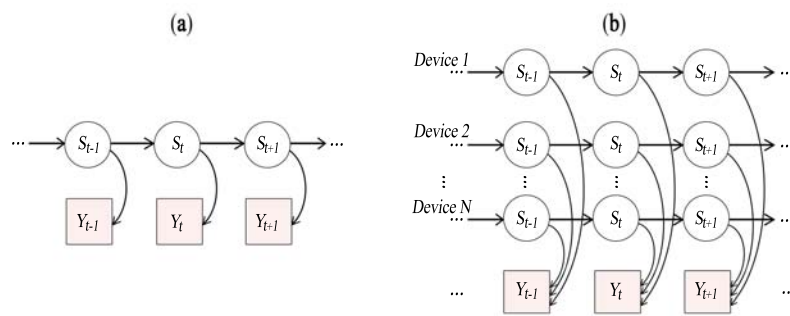 (a)
(b)
... S_{t-1} S_t S_{t+1} ...
Y_{t-1} Y_t Y_{t+1}
Device 1 ... S_{t-1} S_t S_{t+1} ...
Device 2 ... S_{t-1} S_t S_{t+1} ...
⋮ ⋮ ⋮ ⋮
Device N ... S_{t-1} S_t S_{t+1} ...
... Y_{t-1} Y_t Y_{t+1} ..